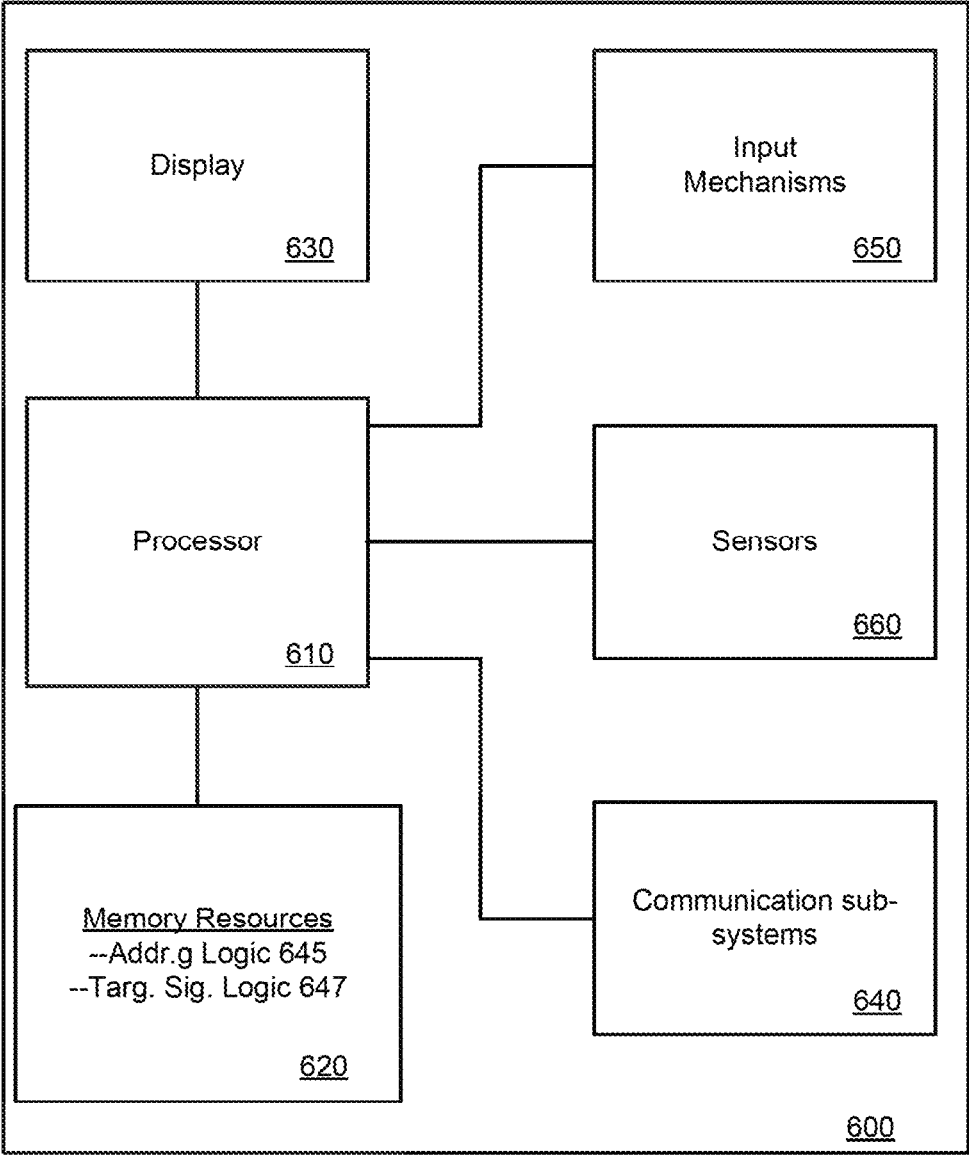 Display
630
Input
Mechanisms
650
Processor
610
Sensors
660
Memory Resources
--Addr.g Logic 645
--Targ. Sig. Logic 647
620
Communication sub-
systems
640
600